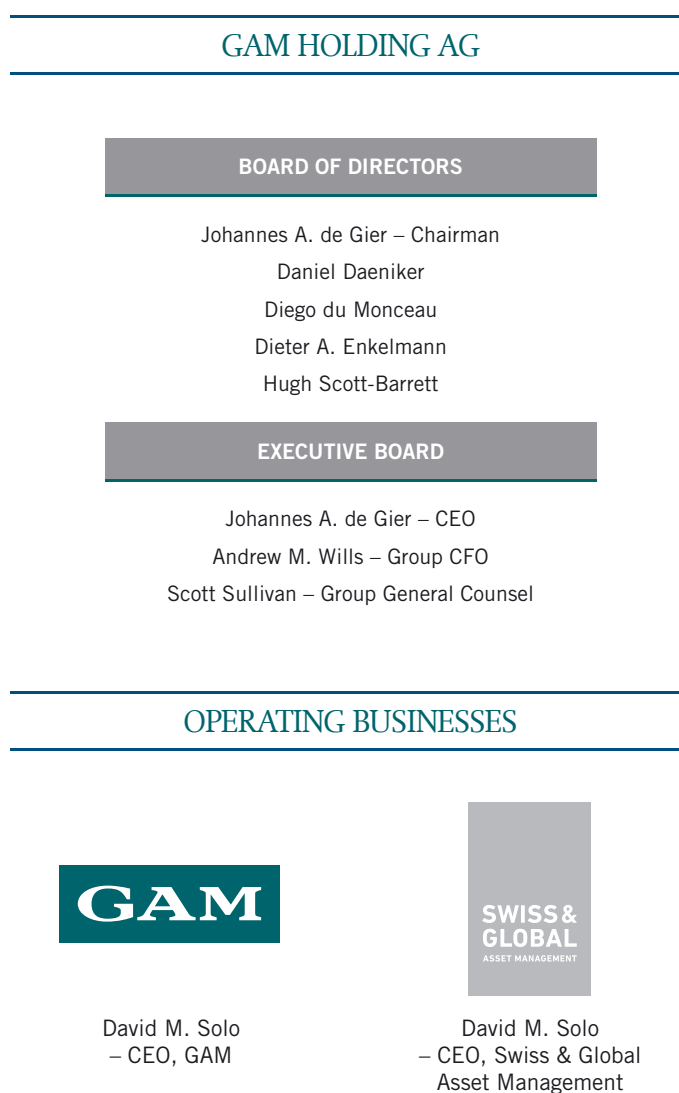 GAM HOLDING AG
BOARD OF DIRECTORS
Johannes A. de Gier – Chairman
Daniel Daeniker
Diego du Monceau
Dieter A. Enkelmann
Hugh Scott-Barrett
EXECUTIVE BOARD
Johannes A. de Gier – CEO
Andrew M. Wills – Group CFO
Scott Sullivan – Group General Counsel
OPERATING BUSINESSES
GAM
David M. Solo
– CEO, GAM
SWISS &
GLOBAL
ASSET MANAGEMENT
David M. Solo
– CEO, Swiss & Global
Asset Management